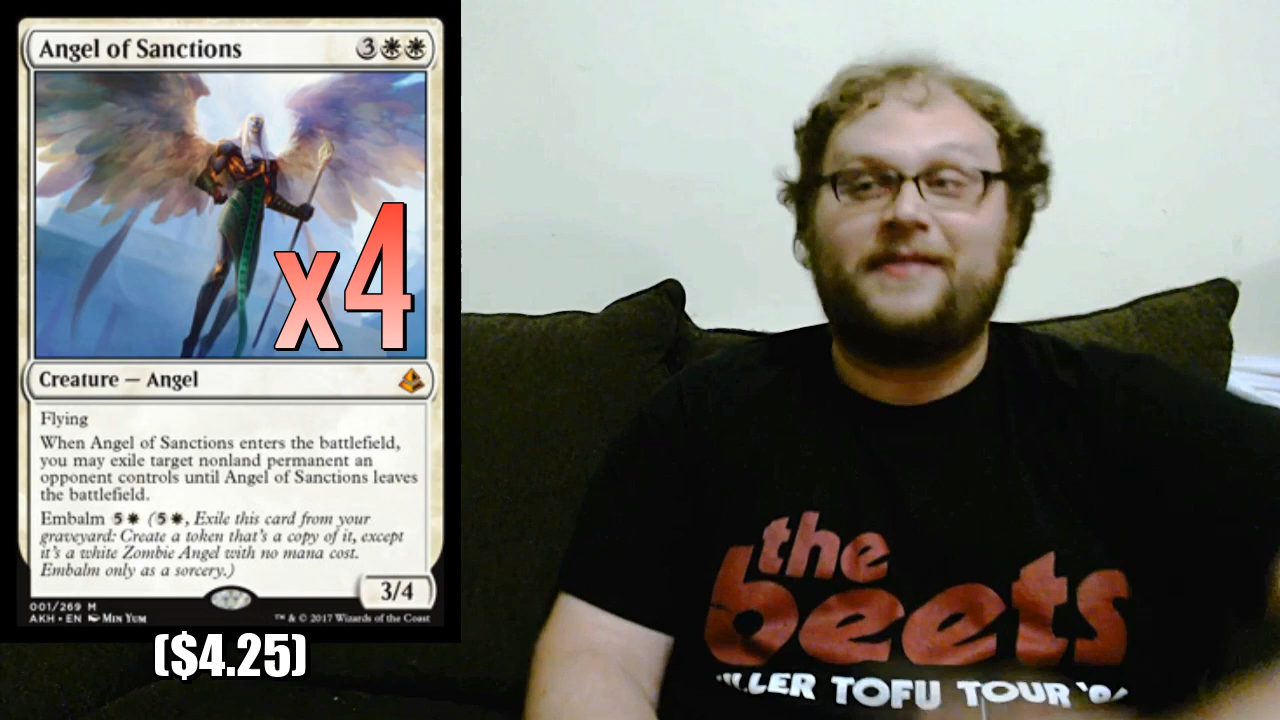 Angel of Sanctions 3
x4
Creature — Angel
Flying
When Angel of Sanctions enters the battlefield,
you may exile target nonland permanent an
opponent controls until Angel of Sanctions leaves
the battlefield.
Embalm 5 (5, Exile this card from your
graveyard: Create a token that's a copy of it, except
it's a white Zombie Angel with no mana cost.
Embalm only as a sorcery.)
3/4
001/269 M
AKH • EN Min Yum
™ & © 2017 Wizards of the Coast
($4.25)
the
beets
TOFU TOUR